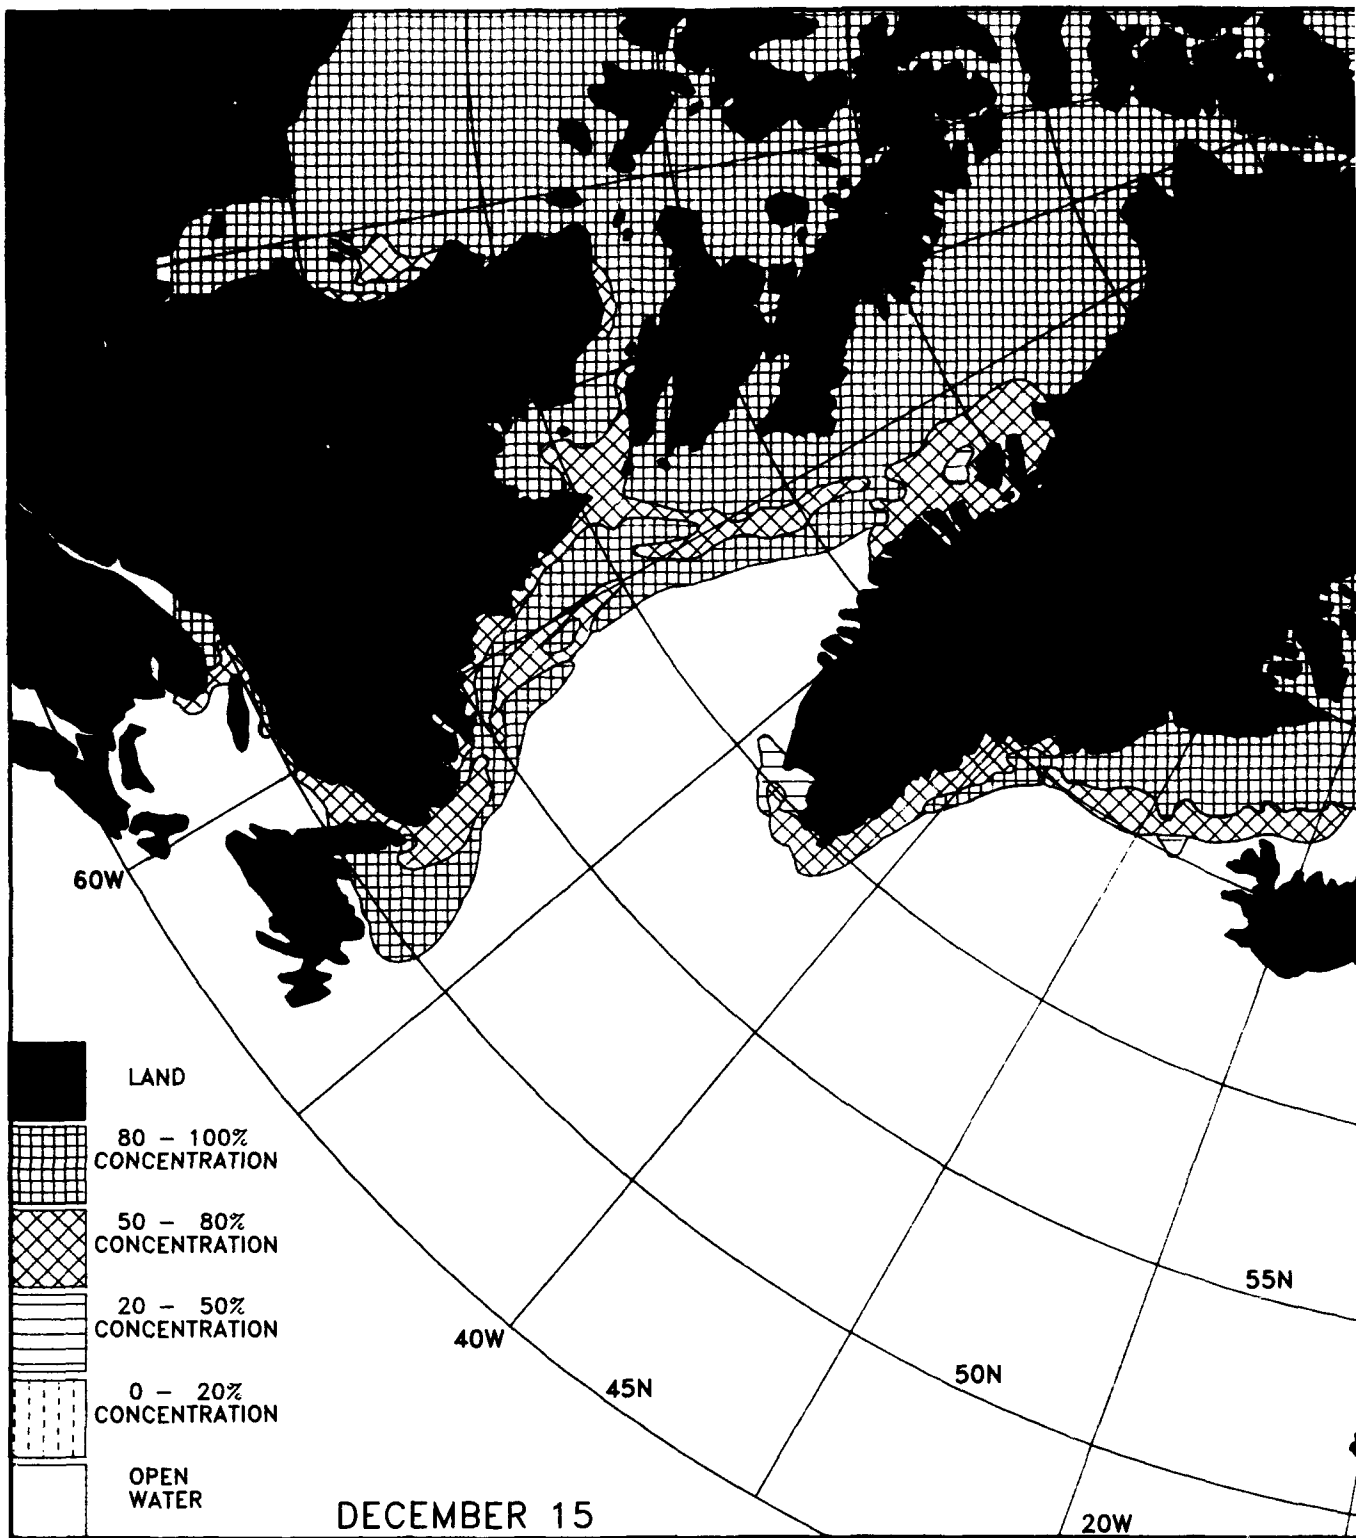 60W
LAND
80 - 100%
CONCENTRATION
50 - 80%
CONCENTRATION
20 - 50%
CONCENTRATION
0 - 20%
CONCENTRATION
OPEN
WATER
55N
40W
50N
45N
DECEMBER 15
20W